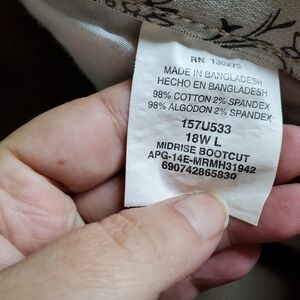 RN 130275
MADE IN BANGLADESH
HECHO EN BANGLADESH
98% COTTON 2% SPANDEX
98% ALGODON 2% SPANDEX
157U533
18W L
MIDRISE BOOTCUT
APG-14E-MRMH31942
690742865830